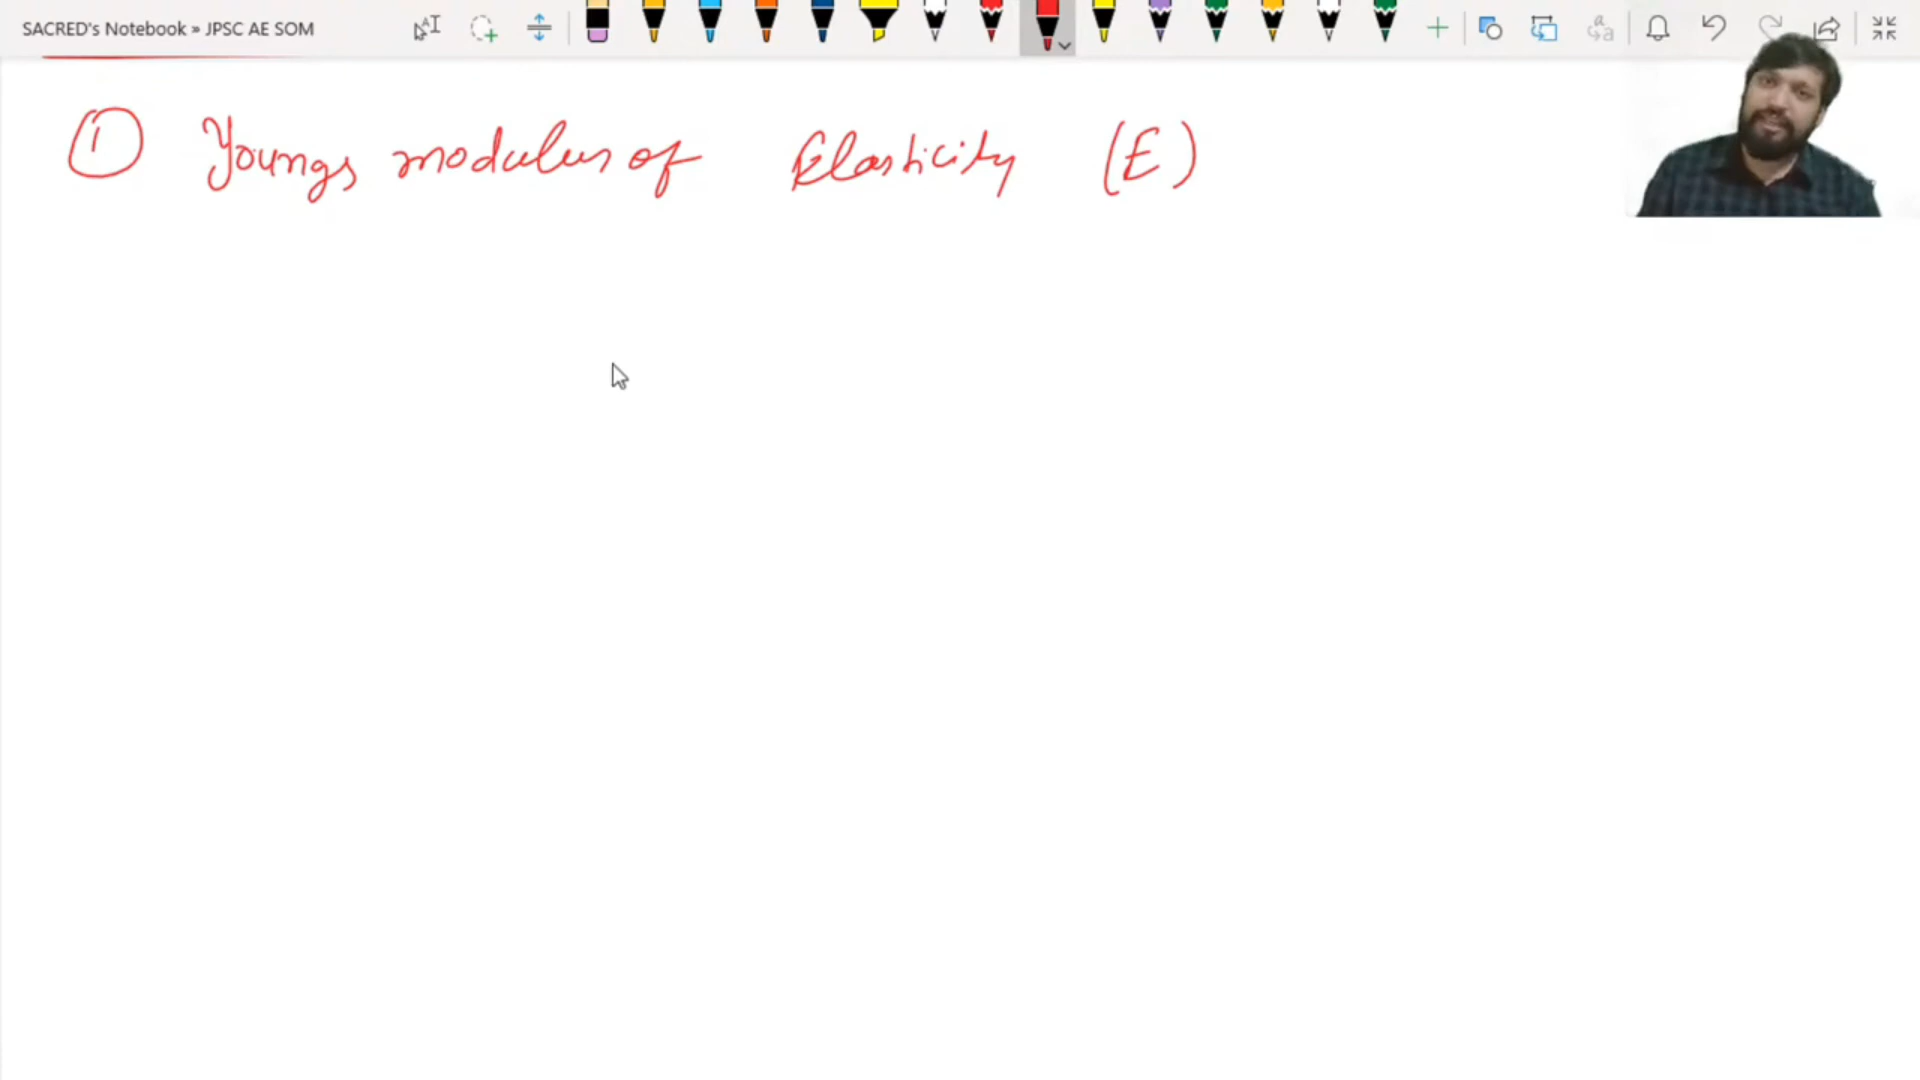 SACRED's Notebook » JPSC AE SOM
① Youngs modulus of Elasticity (E)